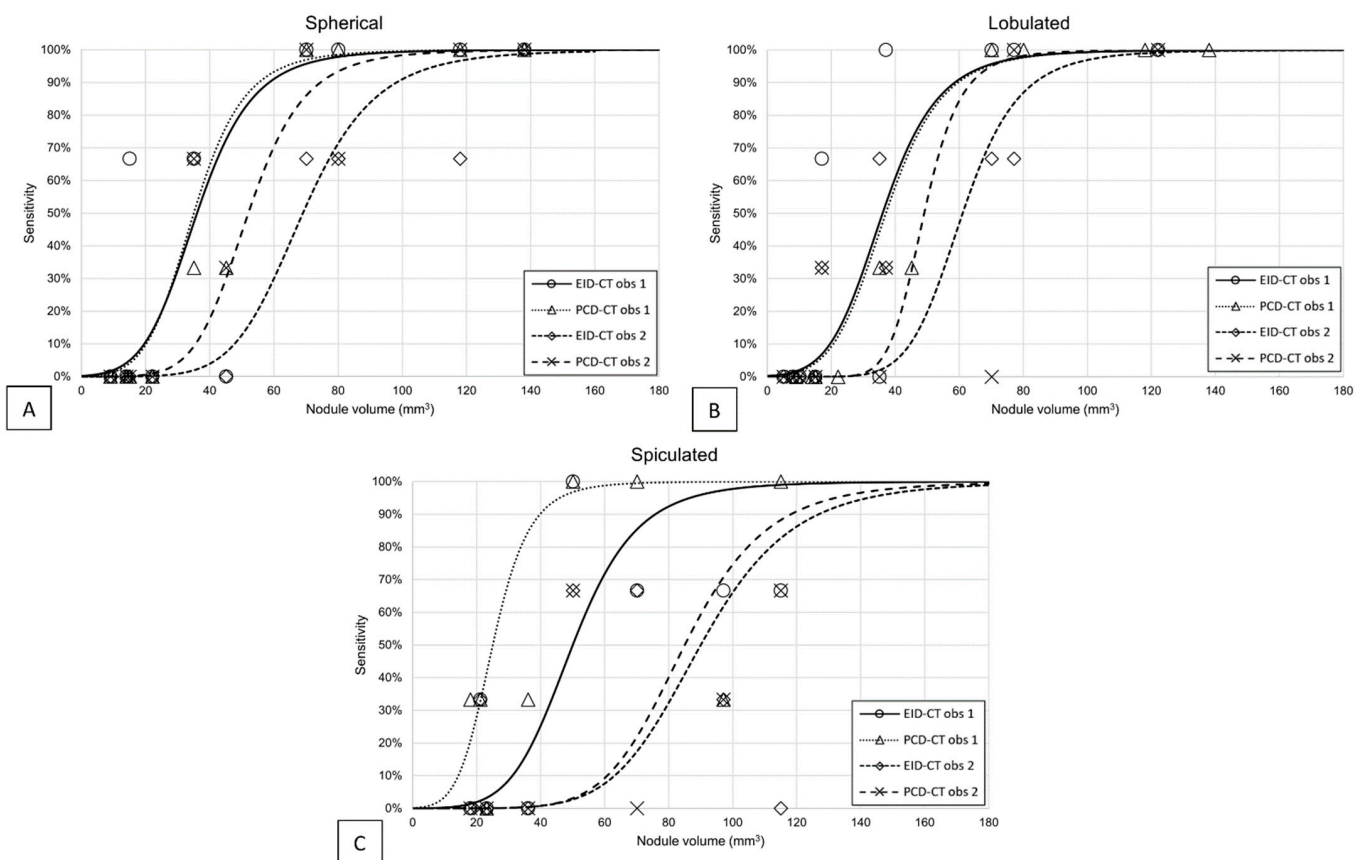 Spherical
100%
90%
80%
70%
60%
50%
40%
30%
20%
10%
0%
Sensitivity
0 20 40 60 80 100 120 140 160 180
Nodule volume (mm³)
EID-CT obs 1
PCD-CT obs 1
EID-CT obs 2
PCD-CT obs 2
A
Lobulated
100%
90%
80%
70%
60%
50%
40%
30%
20%
10%
0%
Sensitivity
0 20 40 60 80 100 120 140 160 180
Nodule volume (mm³)
EID-CT obs 1
PCD-CT obs 1
EID-CT obs 2
PCD-CT obs 2
B
Spiculated
100%
90%
80%
70%
60%
50%
40%
30%
20%
10%
0%
Sensitivity
0 20 40 60 80 100 120 140 160 180
Nodule volume (mm³)
EID-CT obs 1
PCD-CT obs 1
EID-CT obs 2
PCD-CT obs 2
C